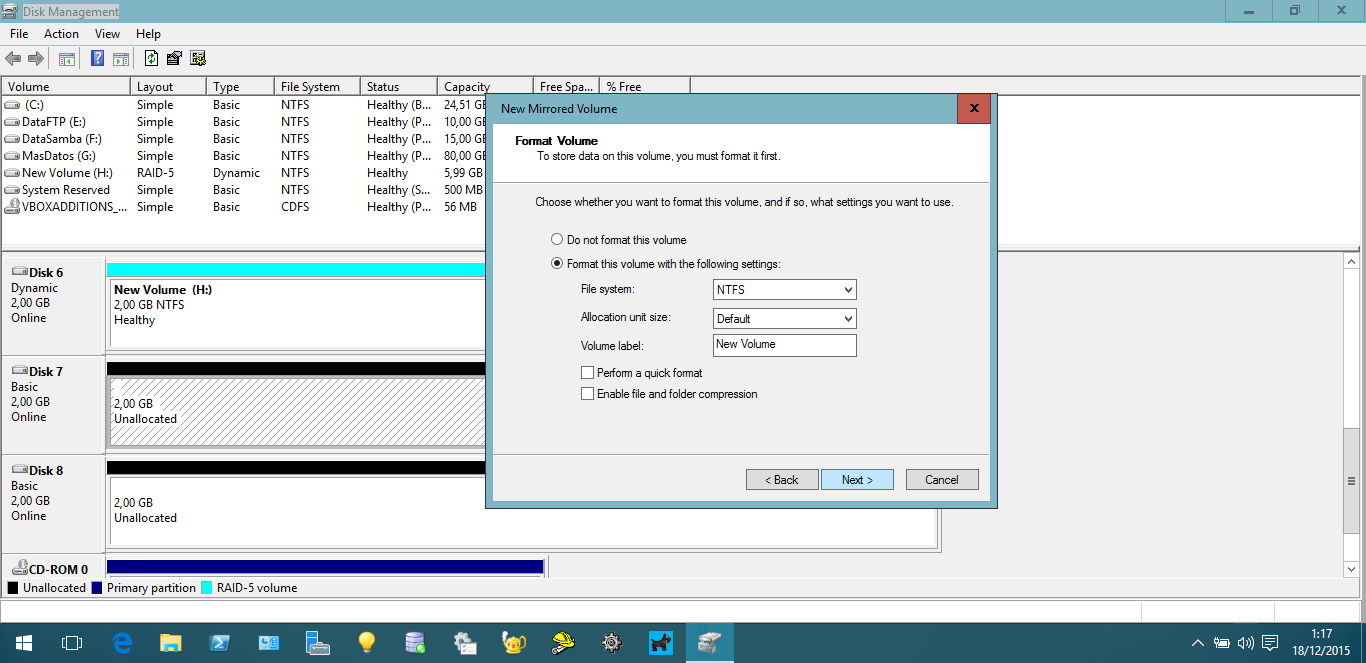 Disk Management
File Action View Help
Volume Layout Type File System Status Capacity Free Spa... % Free
(C:) Simple Basic NTFS Healthy (B... 24,51 GB
DataFTP (E:) Simple Basic NTFS Healthy (P... 10,00 GB
DataSamba (F:) Simple Basic NTFS Healthy (P... 15,00 GB
MasDatos (G:) Simple Basic NTFS Healthy (P... 80,00 GB
New Volume (H:) RAID-5 Dynamic NTFS Healthy 5,99 GB
System Reserved Simple Basic NTFS Healthy (S... 500 MB
VBOXADDITIONS_... Simple Basic CDFS Healthy (P... 56 MB
New Mirrored Volume
Format Volume
To store data on this volume, you must format it first.
Choose whether you want to format this volume, and if so, what settings you want to use.
Do not format this volume
Format this volume with the following settings:
File system: NTFS
Allocation unit size: Default
Volume label: New Volume
Perform a quick format
Enable file and folder compression
< Back Next > Cancel
Disk 6
Dynamic
2,00 GB
Online
New Volume (H:)
2,00 GB NTFS
Healthy
Disk 7
Basic
2,00 GB
Online
2,00 GB
Unallocated
Disk 8
Basic
2,00 GB
Online
2,00 GB
Unallocated
CD-ROM 0
Unallocated Primary partition RAID-5 volume
1:17
18/12/2015